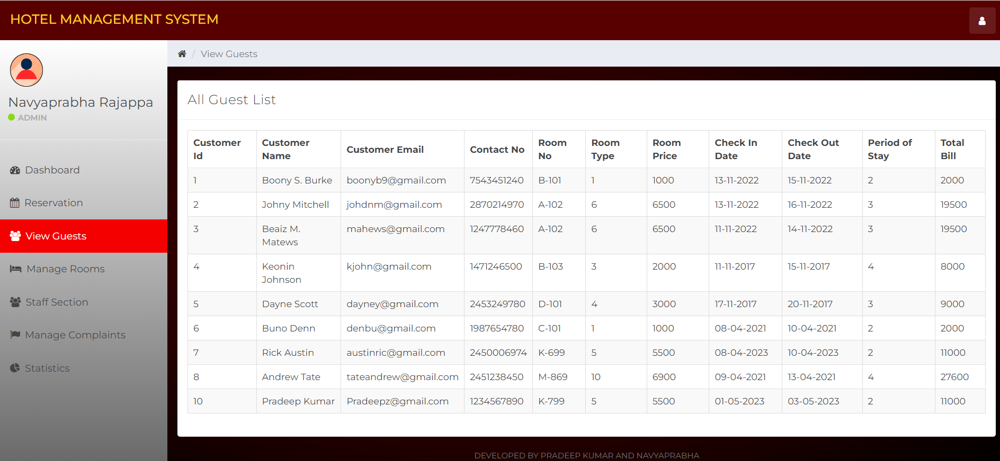 HOTEL MANAGEMENT SYSTEM
/ View Guests
Navyaprabha Rajappa
ADMIN
Dashboard
Reservation
View Guests
Manage Rooms
Staff Section
Manage Complaints
Statistics
All Guest List
Customer Id Customer Name Customer Email Contact No Room No Room Type Room Price Check In Date Check Out Date Period of Stay Total Bill
1 Boony S. Burke boonyb9@gmail.com 7543451240 B-101 1 1000 13-11-2022 15-11-2022 2 2000
2 Johny Mitchell johdnm@gmail.com 2870214970 A-102 6 6500 13-11-2022 16-11-2022 3 19500
3 Beaiz M. Matews mahews@gmail.com 1247778460 A-102 6 6500 11-11-2022 14-11-2022 3 19500
4 Keonin Johnson kjohn@gmail.com 1471246500 B-103 3 2000 11-11-2017 15-11-2017 4 8000
5 Dayne Scott dayney@gmail.com 2453249780 D-101 4 3000 17-11-2017 20-11-2017 3 9000
6 Buno Denn denbu@gmail.com 1987654780 C-101 1 1000 08-04-2021 10-04-2021 2 2000
7 Rick Austin austinric@gmail.com 2450006974 K-699 5 5500 08-04-2023 10-04-2023 2 11000
8 Andrew Tate tateandrew@gmail.com 2451238450 M-869 10 6900 09-04-2021 13-04-2021 4 27600
10 Pradeep Kumar Pradeepz@gmail.com 1234567890 K-799 5 5500 01-05-2023 03-05-2023 2 11000
DEVELOPED BY PRADEEP KUMAR AND NAVYAPRABHA